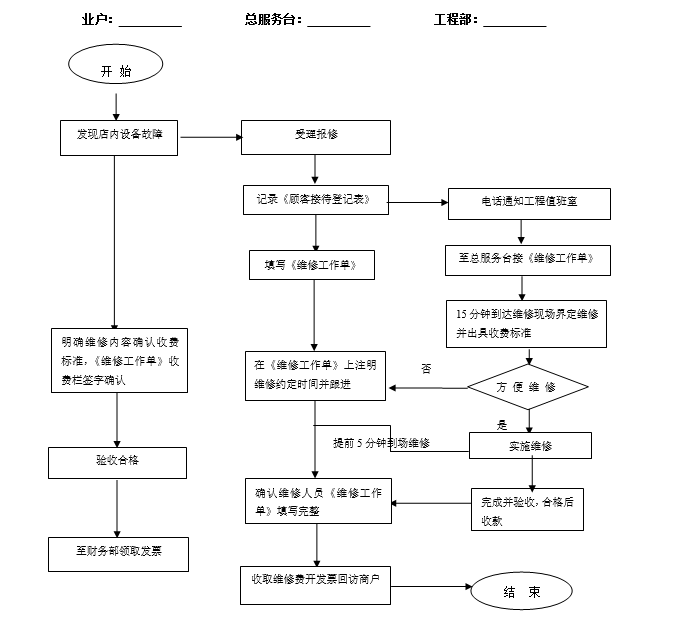 业户：_________ 总服务台：_________ 工程部：_________
开 始
发现店内设备故障
受理报修
记录《顾客接待登记表》
电话通知工程值班室
填写《维修工作单》
至总服务台接《维修工作单》
15分钟到达维修现场界定维修
并出具收费标准
明确维修内容确认收费
标准，《维修工作单》收
费栏签字确认
在《维修工作单》上注明
维修约定时间并跟进
否
方 便 维 修
是
提前5分钟到场维修
实施维修
验收合格
确认维修人员《维修工作
单》填写完整
完成并验收，合格后
收款
至财务部领取发票
收取维修费开发票回访商户
结 束